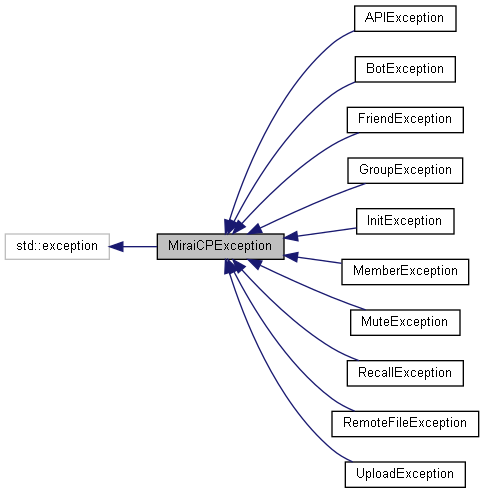 APIException
BotException
FriendException
GroupException
InitException
std::exception
MiraiCPException
MemberException
MuteException
RecallException
RemoteFileException
UploadException